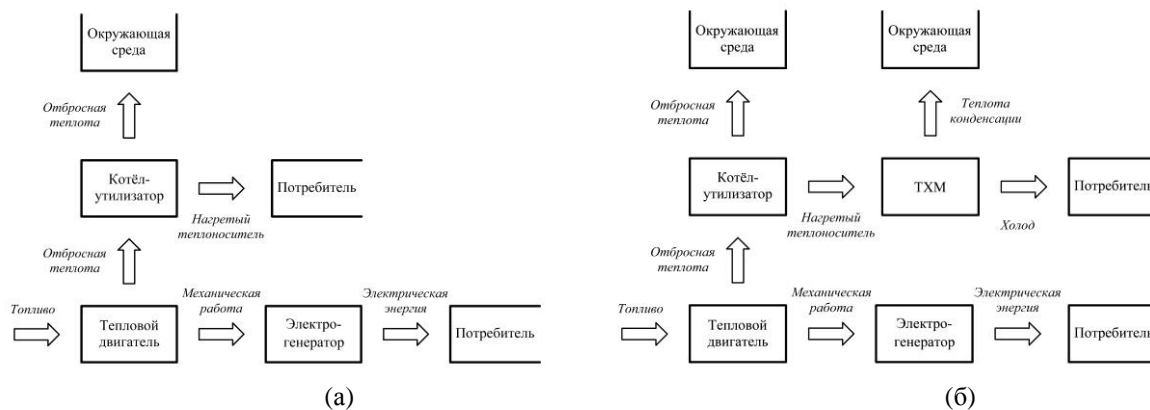 Окружающая
среда
Отбросная
теплота
Котёл-
утилизатор
Потребитель
Нагретый
теплоноситель
Отбросная
теплота
Топливо
Механическая
работа
Электрическая
энергия
Тепловой
двигатель
Электро-
генератор
Потребитель
(а)
Окружающая
среда
Окружающая
среда
Отбросная
теплота
Теплота
конденсации
Котёл-
утилизатор
ТХМ
Потребитель
Нагретый
теплоноситель
Холод
Отбросная
теплота
Топливо
Механическая
работа
Электрическая
энергия
Тепловой
двигатель
Электро-
генератор
Потребитель
(б)